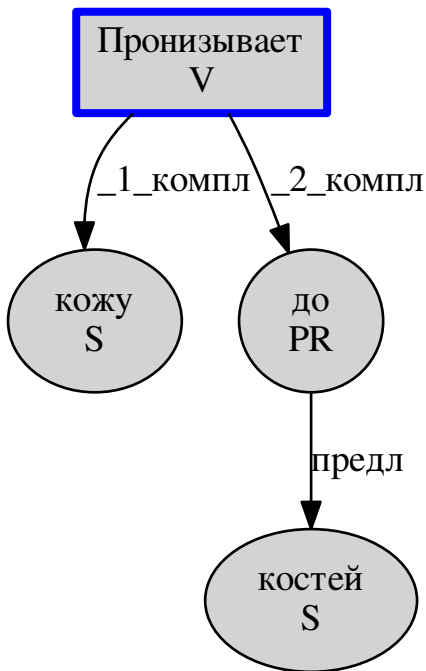 Пронизывает
V
_1_компл
_2_компл
кожу
S
до
PR
предл
костей
S